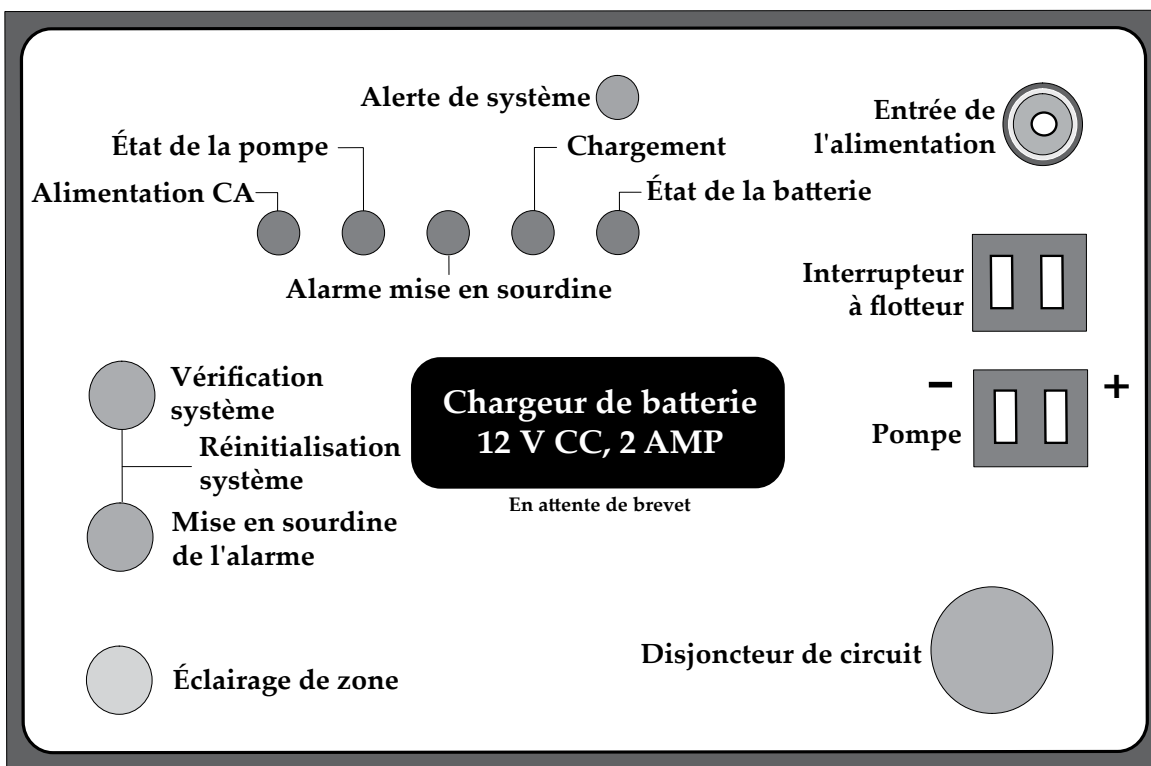 Alerte de système
État de la pompe
Chargement
Alimentation CA
État de la batterie
Alarme mise en sourdine
Entrée de
l'alimentation
Interrupteur
à flotteur
Vérification
système
Réinitialisation
système
Mise en sourdine
de l'alarme
Chargeur de batterie
12 V CC, 2 AMP
En attente de brevet
– +
Pompe
Éclairage de zone
Disjoncteur de circuit